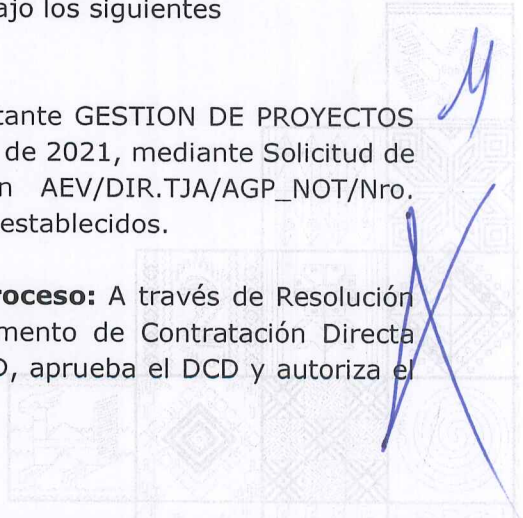 ajo los siguientes
tante GESTION DE PROYECTOS
de 2021, mediante Solicitud de
n AEV/DIR.TJA/AGP_NOT/Nro.
establecidos.
roceso: A través de Resolución
mento de Contratación Directa
D, aprueba el DCD y autoriza el